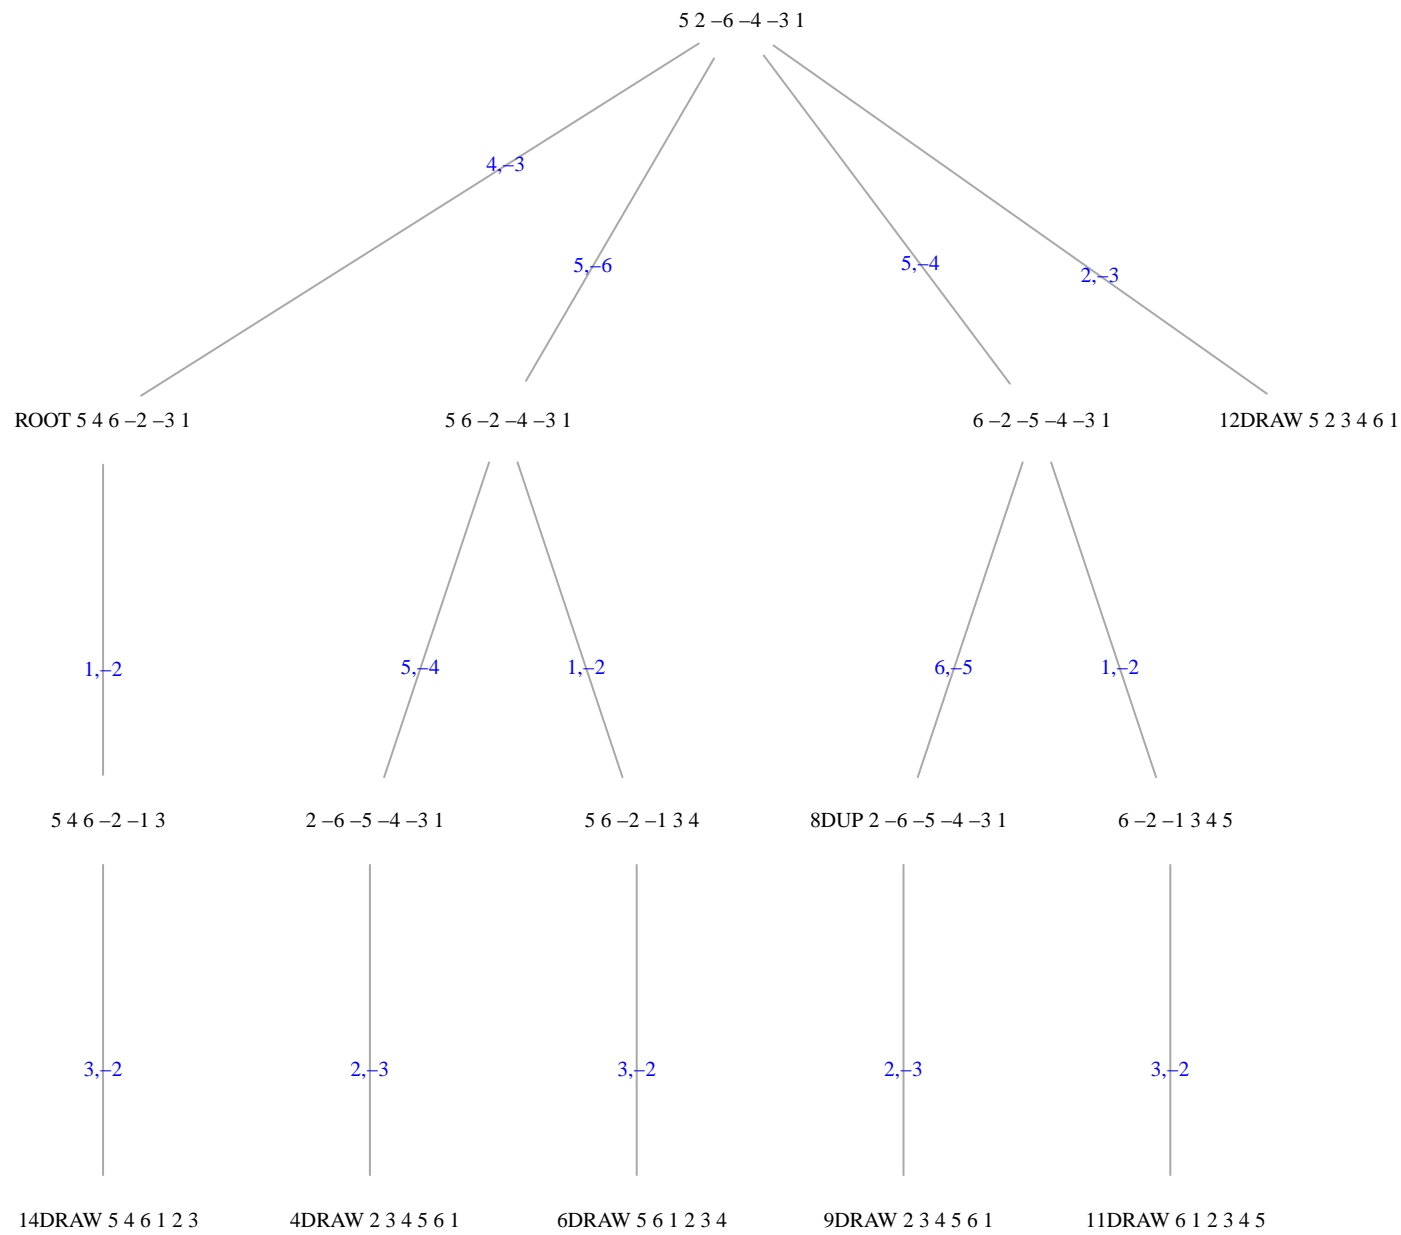 5 2 –6 –4 –3 1
4,–3
5,–6
5,–4
2,–3
ROOT 5 4 6 –2 –3 1
5 6 –2 –4 –3 1
6 –2 –5 –4 –3 1
12DRAW 5 2 3 4 6 1
1,–2
5,–4
1,–2
6,–5
1,–2
5 4 6 –2 –1 3
2 –6 –5 –4 –3 1
5 6 –2 –1 3 4
8DUP 2 –6 –5 –4 –3 1
6 –2 –1 3 4 5
3,–2
2,–3
3,–2
2,–3
3,–2
14DRAW 5 4 6 1 2 3
4DRAW 2 3 4 5 6 1
6DRAW 5 6 1 2 3 4
9DRAW 2 3 4 5 6 1
11DRAW 6 1 2 3 4 5